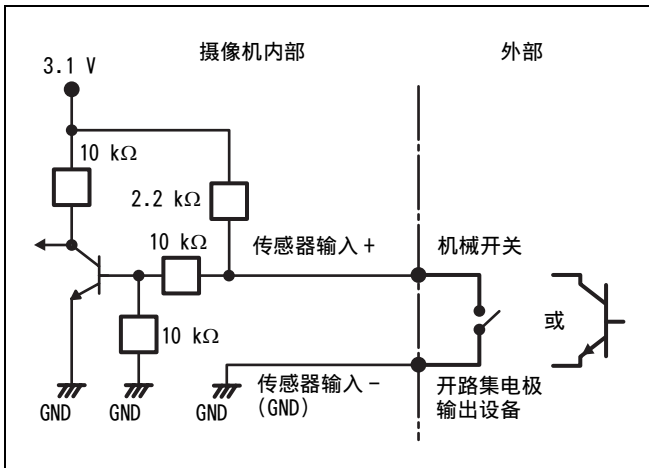 摄像机内部
外部
3.1 V
10 kΩ
2.2 kΩ
10 kΩ
传感器输入 +
机械开关
或
10 kΩ
传感器输入 -
(GND)
开路集电极
输出设备
GND
GND
GND